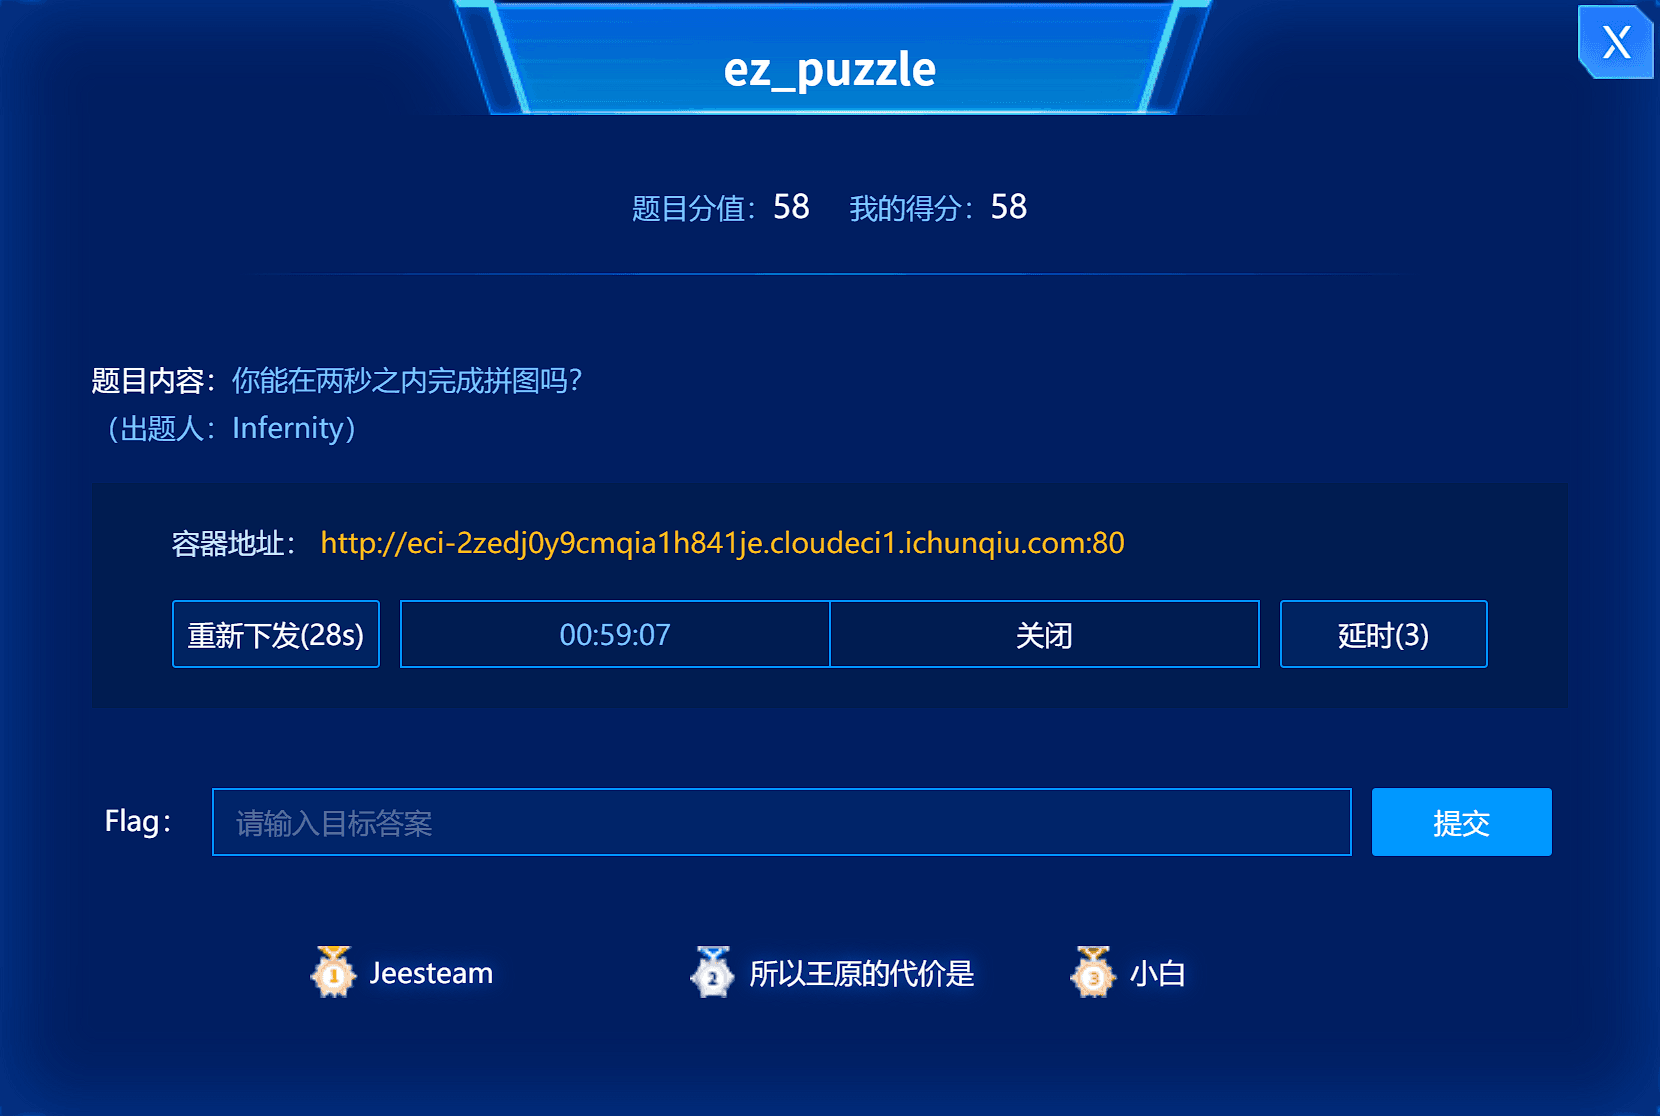 ez_puzzle
X
题目分值：58 我的得分：58
题目内容：你能在两秒之内完成拼图吗？
（出题人：Infernity）
容器地址： http://eci-2zedj0y9cmqia1h841je.cloudeci1.ichunqiu.com:80
重新下发(28s) 00:59:07 关闭 延时(3)
Flag： 请输入目标答案 提交
1 Jeesteam 2 所以王原的代价是 3 小白